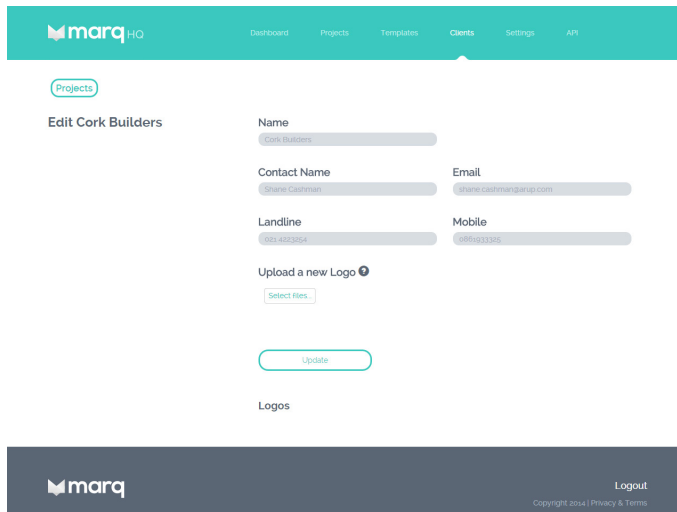 marq HQ Dashboard Projects Templates Clients Settings API
Projects
Edit Cork Builders
Name
Cork Builders
Contact Name Email
Shane Cashman shane.cashman@arup.com
Landline Mobile
021 4223254 0861933325
Upload a new Logo ?
Select files...
Update
Logos
marq
Logout
Copyright 2014 | Privacy & Terms